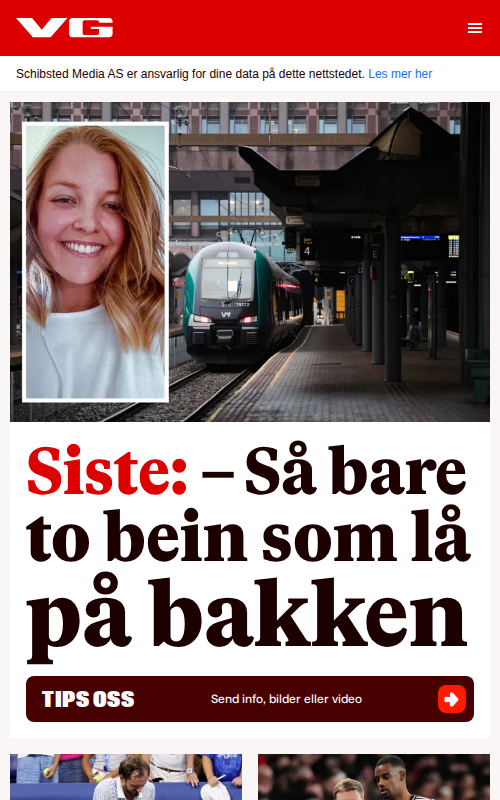 VG
Schibsted Media AS er ansvarlig for dine data på dette nettstedet. Les mer her
4
Siste: – Så bare
to bein som lå
på bakken
TIPS OSS
Send info, bilder eller video